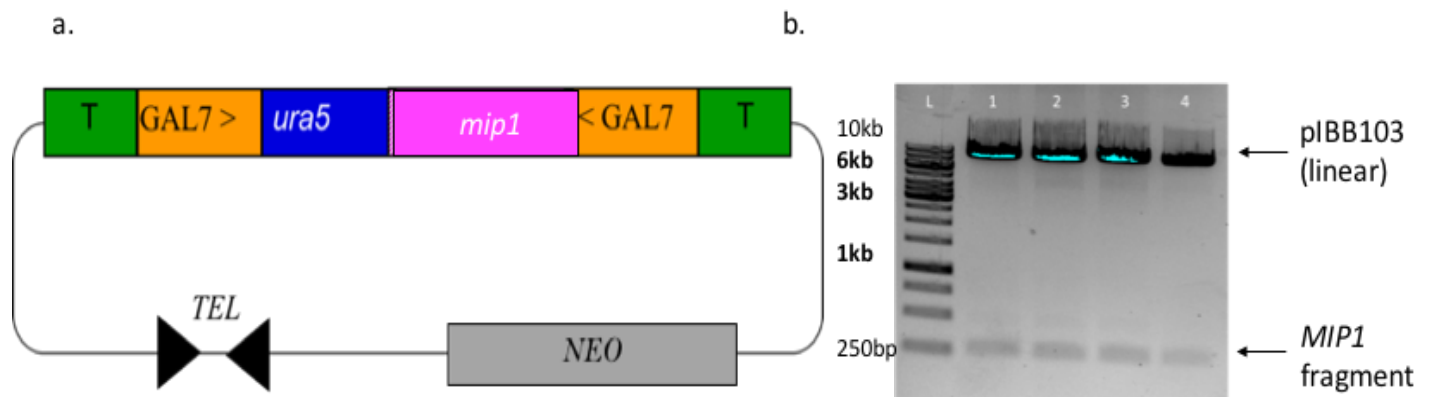 a.
T GAL7 > ura5 mip1 < GAL7 T
TEL
NEO
b.
L 1 2 3 4
10kb
6kb
3kb
1kb
250bp
pIBB103
(linear)
MIP1
fragment